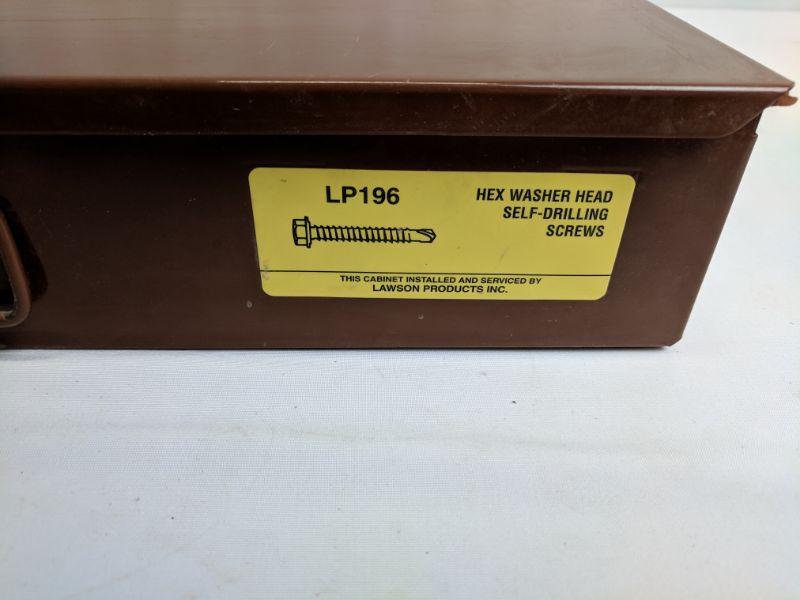 LP196
HEX WASHER HEAD
SELF-DRILLING
SCREWS
THIS CABINET INSTALLED AND SERVICED BY
LAWSON PRODUCTS INC.